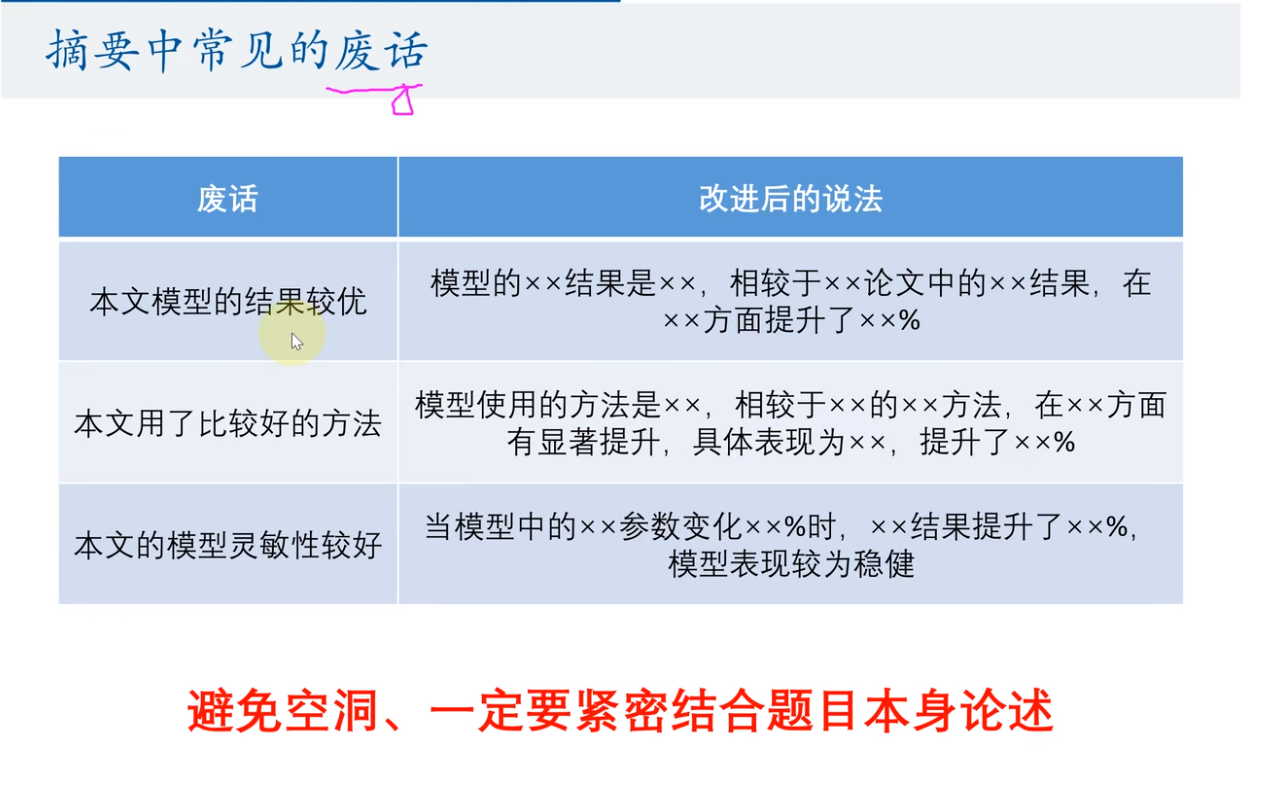 摘要中常见的废话
废话
改进后的说法
本文模型的结果较优
模型的××结果是××，相较于××论文中的××结果，在
××方面提升了××%
本文用了比较好的方法
模型使用的方法是××，相较于××的××方法，在××方面
有显著提升，具体表现为××，提升了××%
本文的模型灵敏性较好
当模型中的××参数变化××%时，××结果提升了××%，
模型表现较为稳健
避免空洞、一定要紧密结合题目本身论述